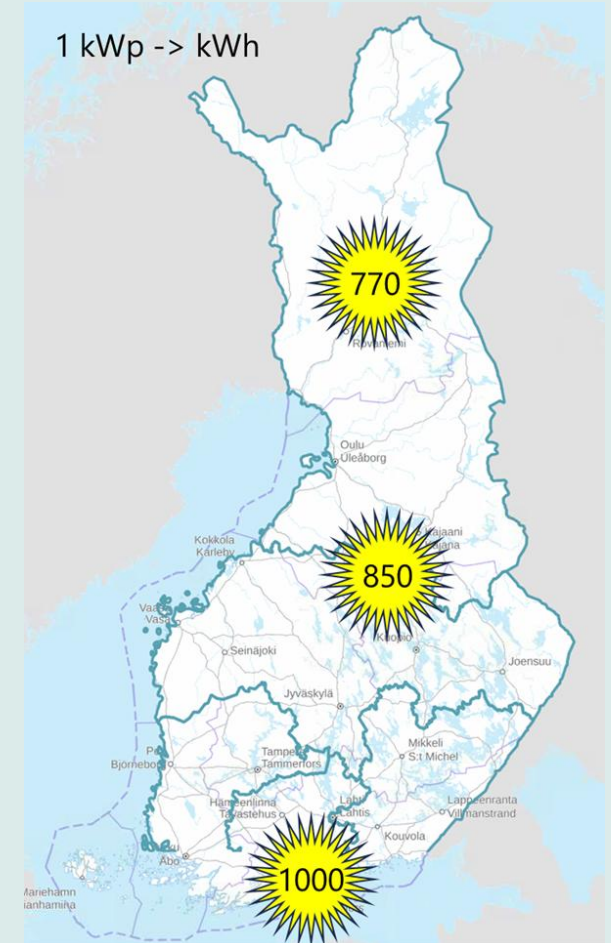 1 kWp -> kWh
770
Rovaniemi
Oulu
Uleåborg
Kajaani
Kajana
Kokkola
Karleby
850
Vaasa
Vasa
Kuopio
Seinäjoki
Joensuu
Jyväskylä
Mikkeli
S:t Michel
Björneborg
Tampere
Tammerfors
Hämeenlinna
Tavastehus
Lahti
Lahtis
Lappeenranta
Villmanstrand
Kouvola
Åbo
1000